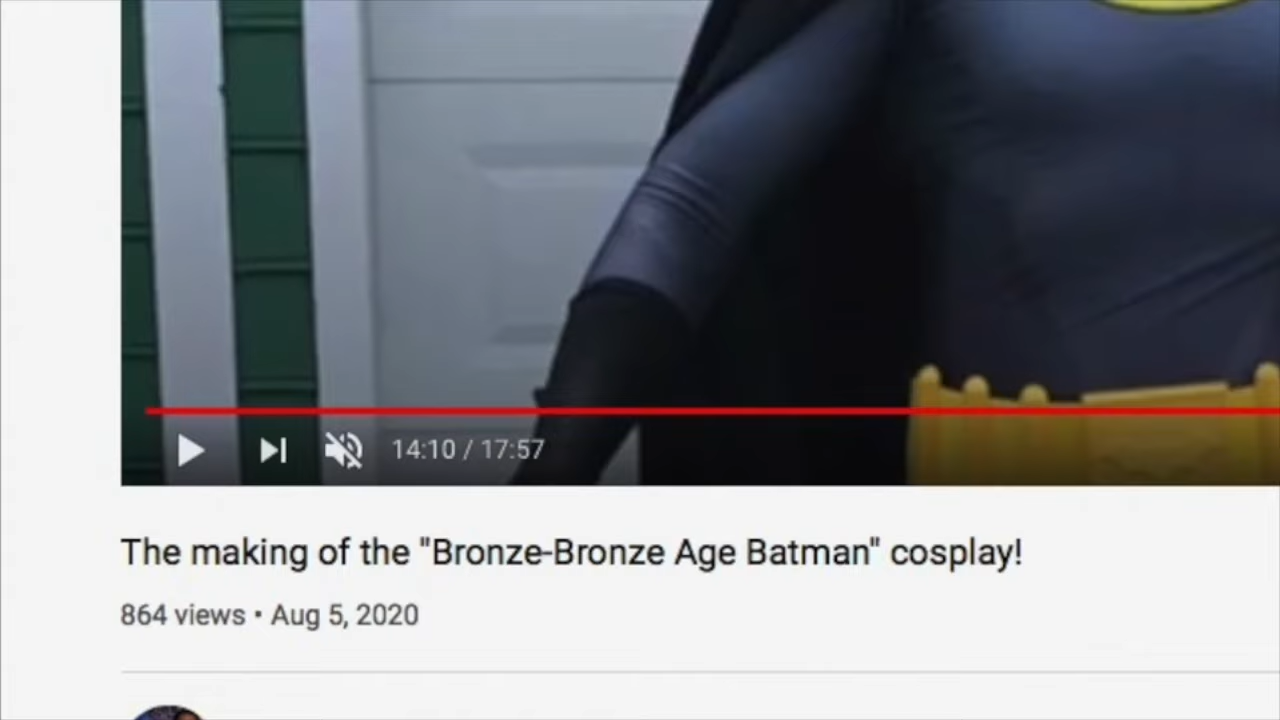 14:10 / 17:57
The making of the "Bronze-Bronze Age Batman" cosplay!
864 views • Aug 5, 2020